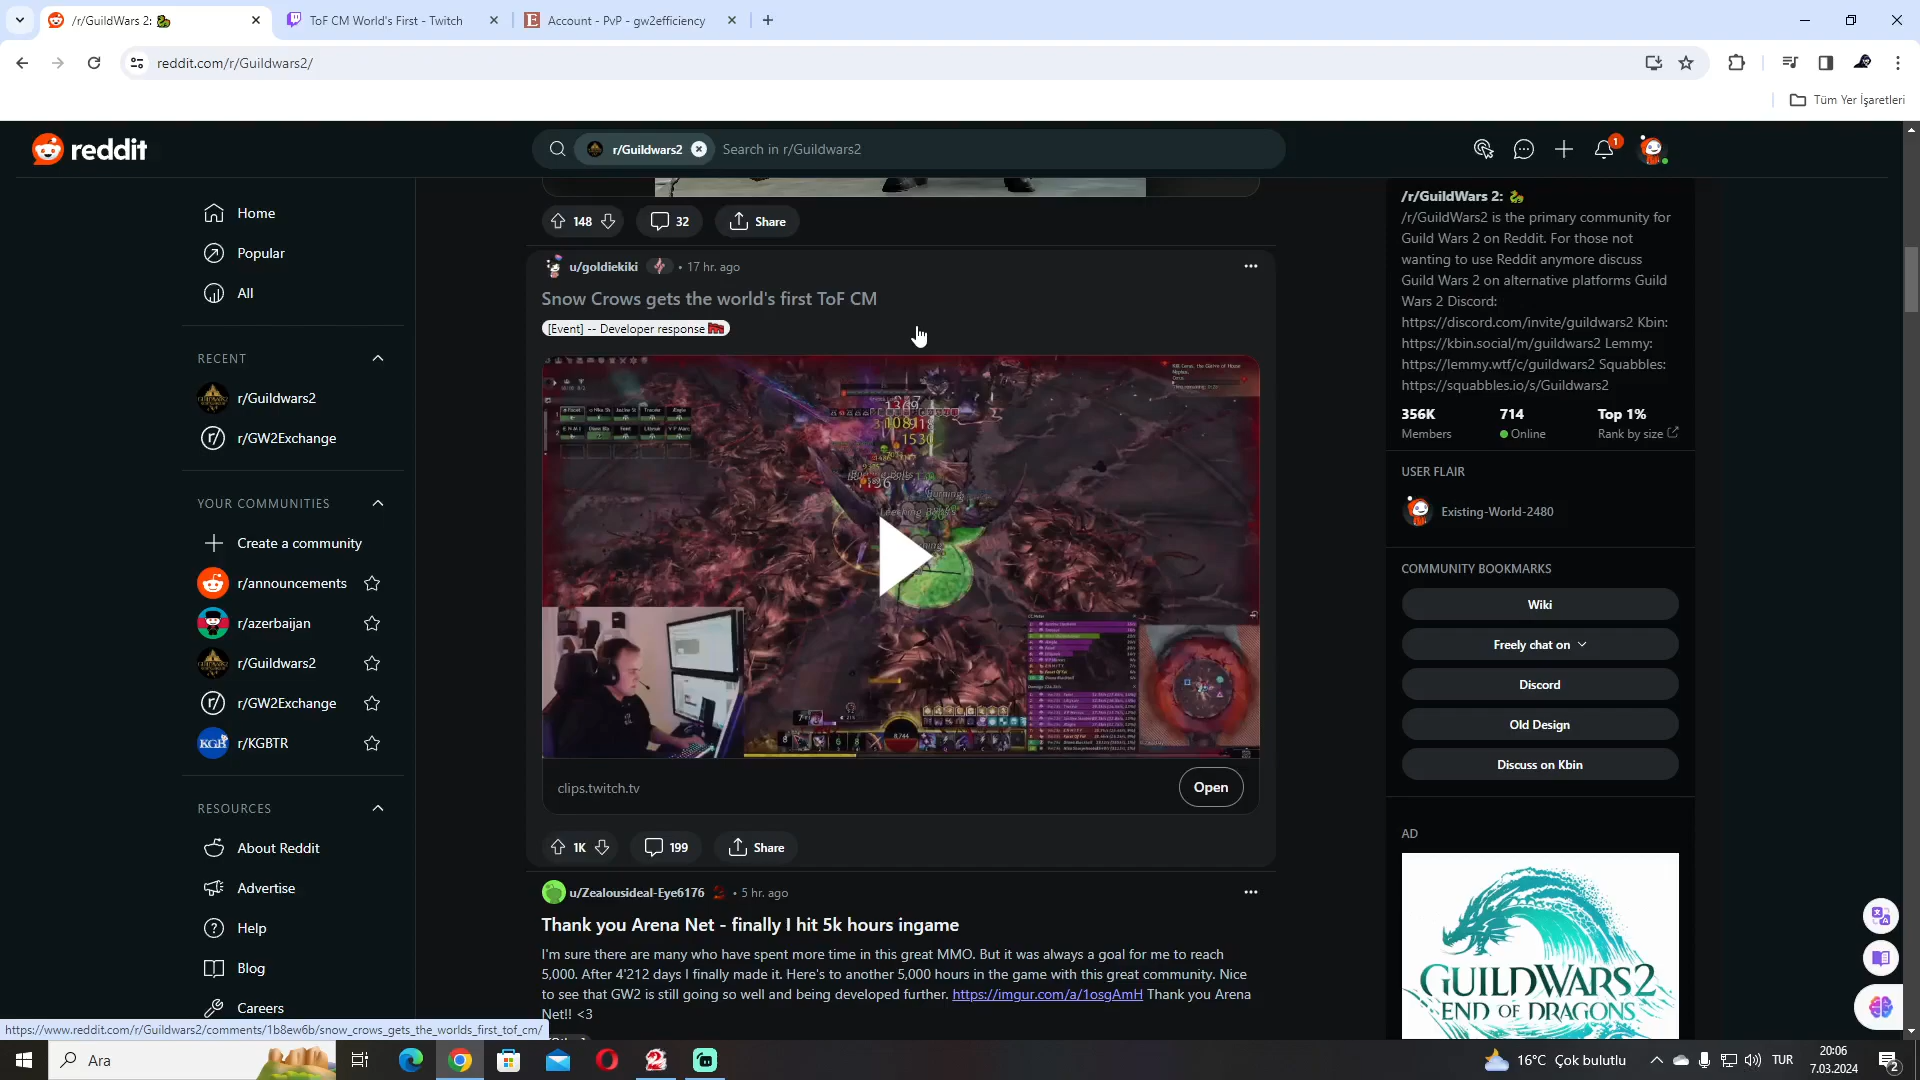 /r/GuildWars 2: 🐉
ToF CM World's First - Twitch
Account - PvP - gw2efficiency
reddit.com/r/Guildwars2/
Tüm Yer İşaretleri
reddit
r/Guildwars2
Search in r/Guildwars2
1
Home
Popular
All
RECENT
r/Guildwars2
r/GW2Exchange
YOUR COMMUNITIES
Create a community
r/announcements
r/azerbaijan
r/Guildwars2
r/GW2Exchange
r/KGBTR
RESOURCES
About Reddit
Advertise
Help
Blog
Careers
148
32
Share
u/goldiekiki • 17 hr. ago
Snow Crows gets the world's first ToF CM
[Event] -- Developer response
1530
clips.twitch.tv
Open
1K
199
Share
u/Zealousideal-Eye6176 • 5 hr. ago
Thank you Arena Net - finally I hit 5k hours ingame
I'm sure there are many who have spent more time in this great MMO. But it was always a goal for me to reach
5,000. After 4'212 days I finally made it. Here's to another 5,000 hours in the game with this great community. Nice
to see that GW2 is still going so well and being developed further. https://imgur.com/a/1osgAmH Thank you Arena
Net!! <3
/r/GuildWars 2: 🐉
/r/GuildWars2 is the primary community for
Guild Wars 2 on Reddit. For those not
wanting to use Reddit anymore discuss
Guild Wars 2 on alternative platforms Guild
Wars 2 Discord:
https://discord.com/invite/guildwars2 Kbin:
https://kbin.social/m/guildwars2 Lemmy:
https://lemmy.wtf/c/guildwars2 Squabbles:
https://squabbles.io/s/Guildwars2
356K
714
Top 1%
Members
Online
Rank by size
USER FLAIR
Existing-World-2480
COMMUNITY BOOKMARKS
Wiki
Freely chat on
Discord
Old Design
Discuss on Kbin
AD
GUILD WARS 2
END OF DRAGONS
https://www.reddit.com/r/Guildwars2/comments/1b8ew6b/snow_crows_gets_the_worlds_first_tof_cm/
Ara
16°C Çok bulutlu
TUR
20:06
7.03.2024
2